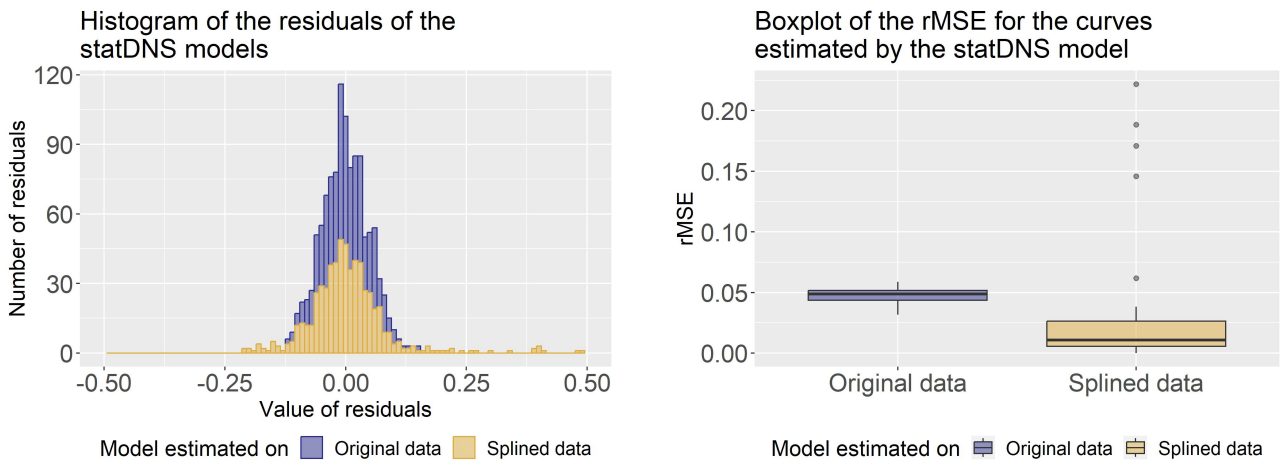 Histogram of the residuals of the
statDNS models
120
90
60
30
0
Number of residuals
-0.50 -0.25 0.00 0.25 0.50
Value of residuals
Model estimated on Original data Splined data
Boxplot of the rMSE for the curves
estimated by the statDNS model
0.20
0.15
0.10
0.05
0.00
rMSE
Original data Splined data
Model estimated on Original data Splined data